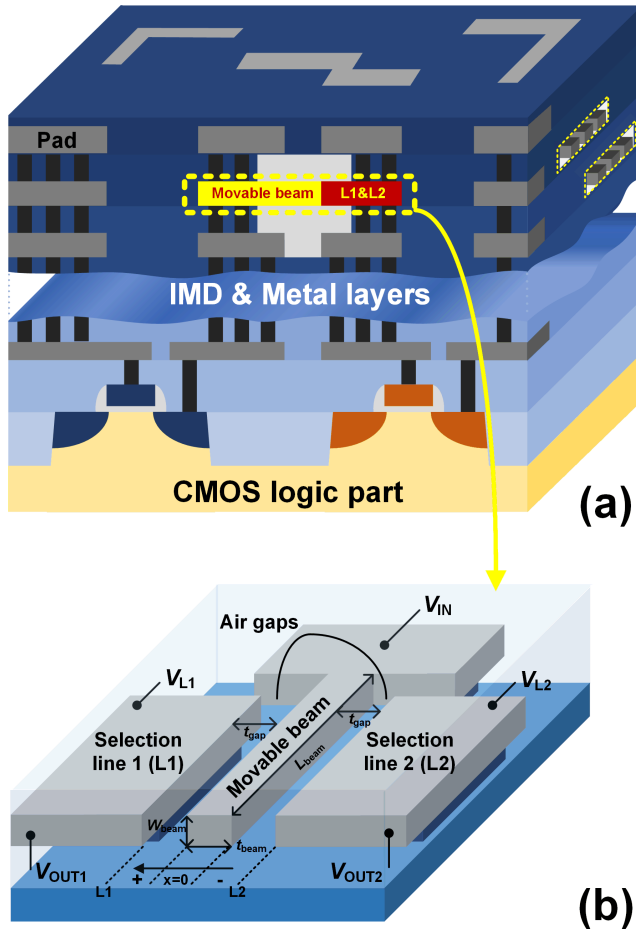 Pad
Movable beam
L1&L2
IMD & Metal layers
CMOS logic part
(a)
Air gaps
VIN
VL1
VL2
tgap
tgap
Selection
line 1 (L1)
Movable beam
Lbeam
Selection
line 2 (L2)
Wbeam
tbeam
VOUT1
VOUT2
+ x=0 -
L1
L2
(b)